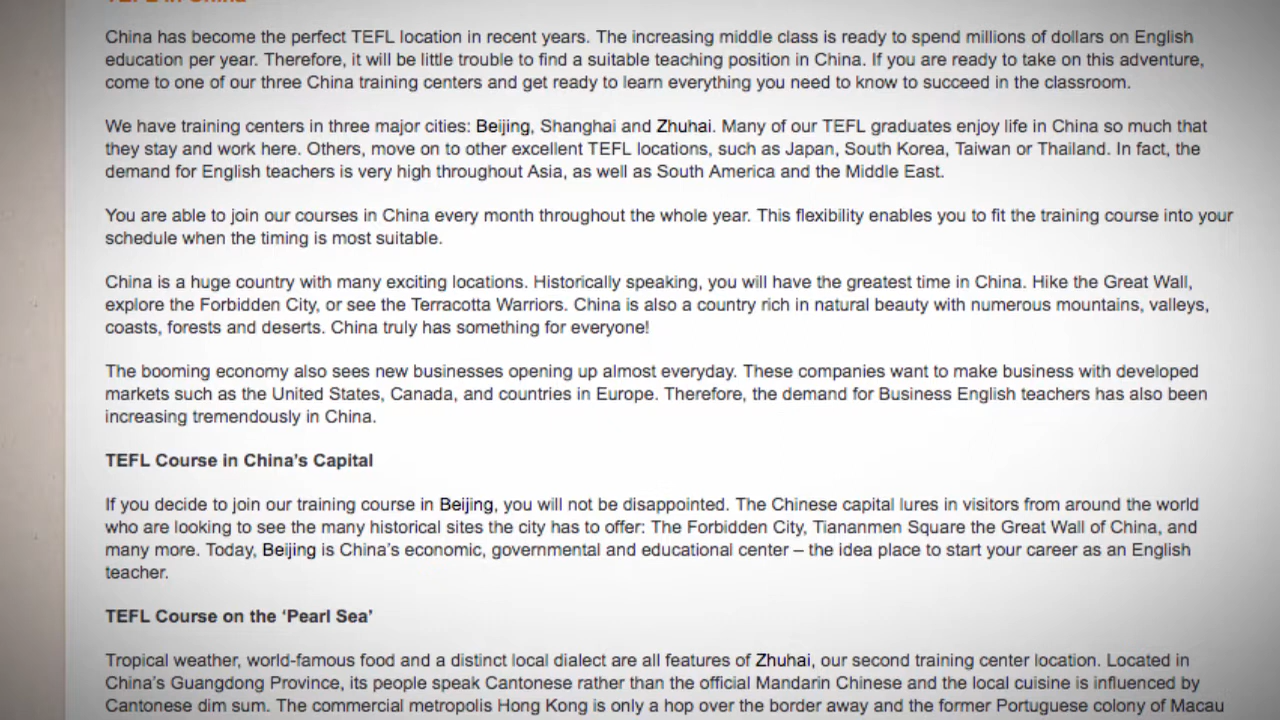 TEFL in China
China has become the perfect TEFL location in recent years. The increasing middle class is ready to spend millions of dollars on English
education per year. Therefore, it will be little trouble to find a suitable teaching position in China. If you are ready to take on this adventure,
come to one of our three China training centers and get ready to learn everything you need to know to succeed in the classroom.
We have training centers in three major cities: Beijing, Shanghai and Zhuhai. Many of our TEFL graduates enjoy life in China so much that
they stay and work here. Others, move on to other excellent TEFL locations, such as Japan, South Korea, Taiwan or Thailand. In fact, the
demand for English teachers is very high throughout Asia, as well as South America and the Middle East.
You are able to join our courses in China every month throughout the whole year. This flexibility enables you to fit the training course into your
schedule when the timing is most suitable.
China is a huge country with many exciting locations. Historically speaking, you will have the greatest time in China. Hike the Great Wall,
explore the Forbidden City, or see the Terracotta Warriors. China is also a country rich in natural beauty with numerous mountains, valleys,
coasts, forests and deserts. China truly has something for everyone!
The booming economy also sees new businesses opening up almost everyday. These companies want to make business with developed
markets such as the United States, Canada, and countries in Europe. Therefore, the demand for Business English teachers has also been
increasing tremendously in China.
TEFL Course in China's Capital
If you decide to join our training course in Beijing, you will not be disappointed. The Chinese capital lures in visitors from around the world
who are looking to see the many historical sites the city has to offer: The Forbidden City, Tiananmen Square the Great Wall of China, and
many more. Today, Beijing is China's economic, governmental and educational center – the idea place to start your career as an English
teacher.
TEFL Course on the ‘Pearl Sea’
Tropical weather, world-famous food and a distinct local dialect are all features of Zhuhai, our second training center location. Located in
China's Guangdong Province, its people speak Cantonese rather than the official Mandarin Chinese and the local cuisine is influenced by
Cantonese dim sum. The commercial metropolis Hong Kong is only a hop over the border away and the former Portuguese colony of Macau